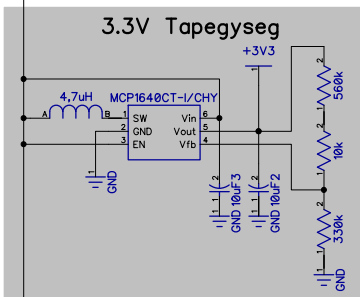 3.3V Tapegyseg
+3V3
4,7uH
MCP1640CT-I/CHY
A B 1 SW Vin 6
2 GND Vout 5
3 EN Vfb 4
2
560k
1
2
10k
1
2
330k
1
1
GND
2
10uF3
1
GND
2
10uF2
1
GND
1
GND